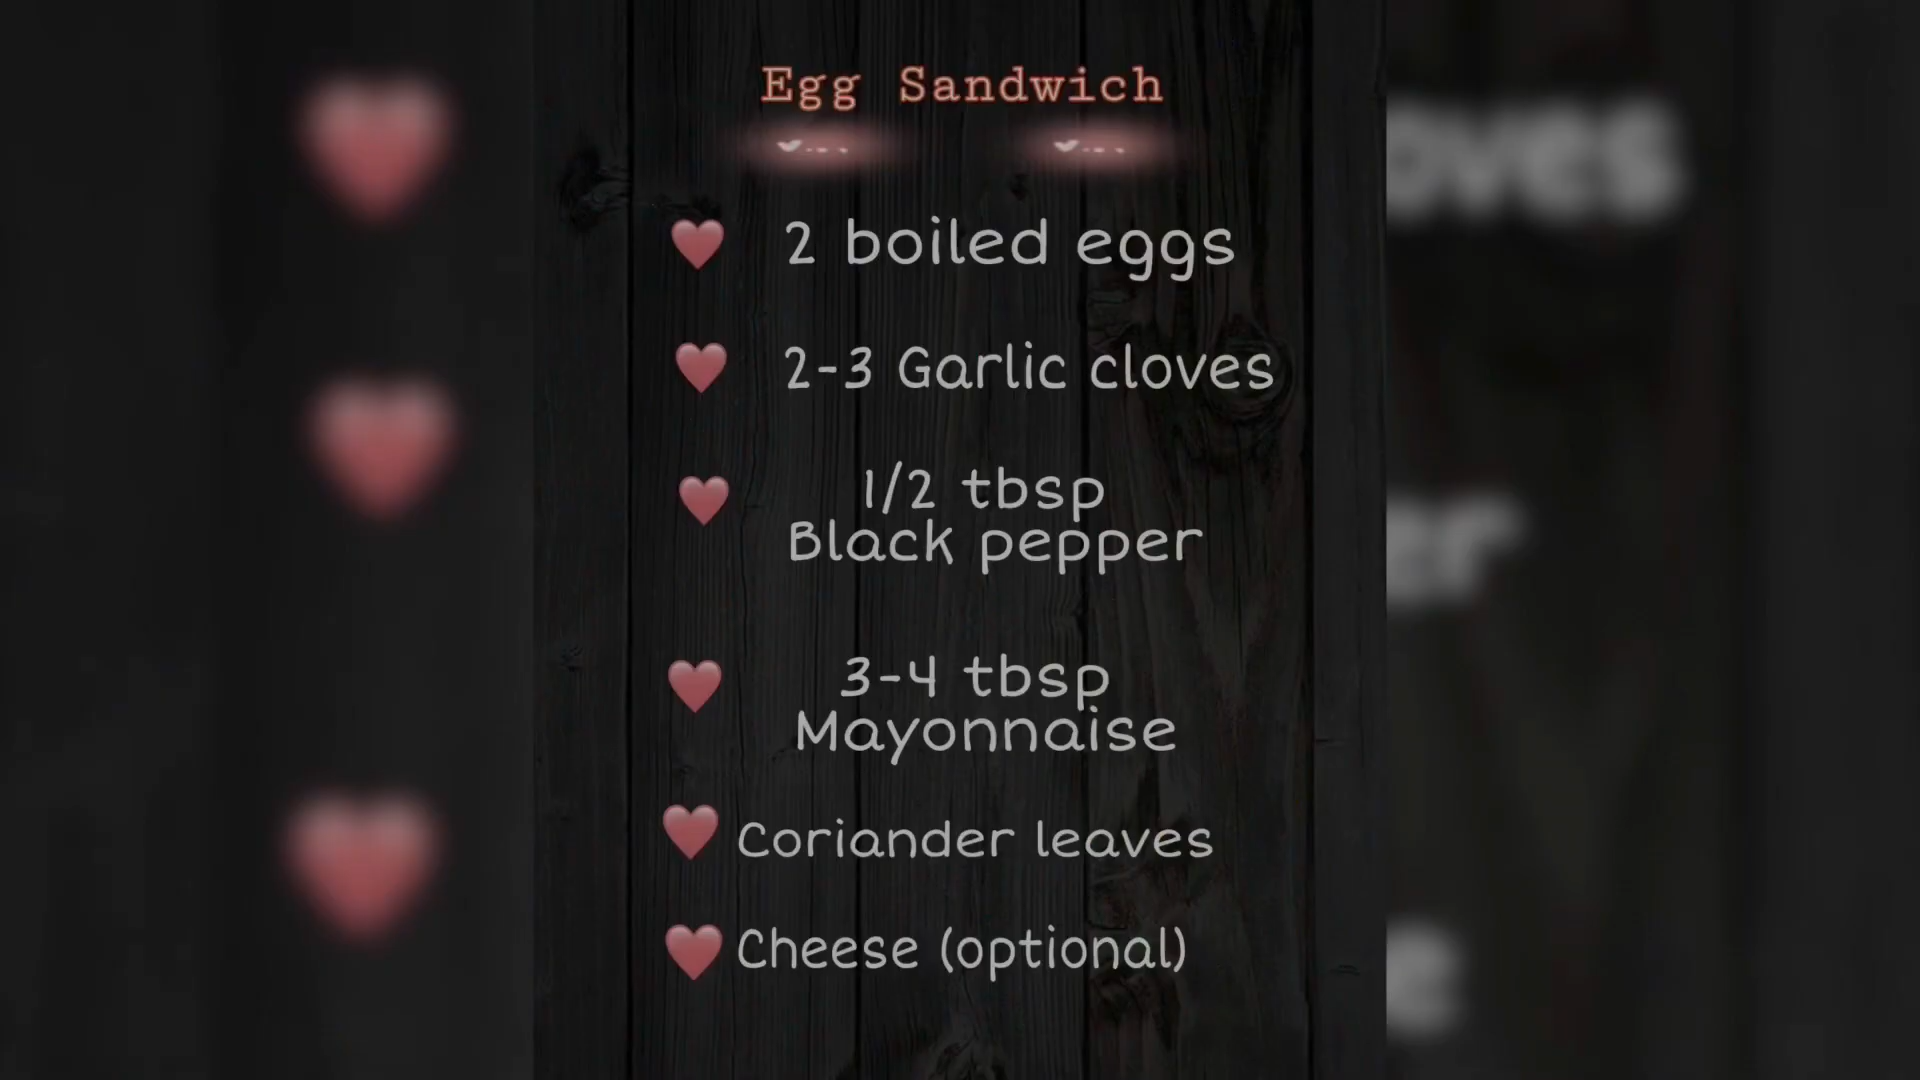 Egg Sandwich
2 boiled eggs
2-3 Garlic cloves
1/2 tbsp
Black pepper
3-4 tbsp
Mayonnaise
Coriander leaves
Cheese (optional)